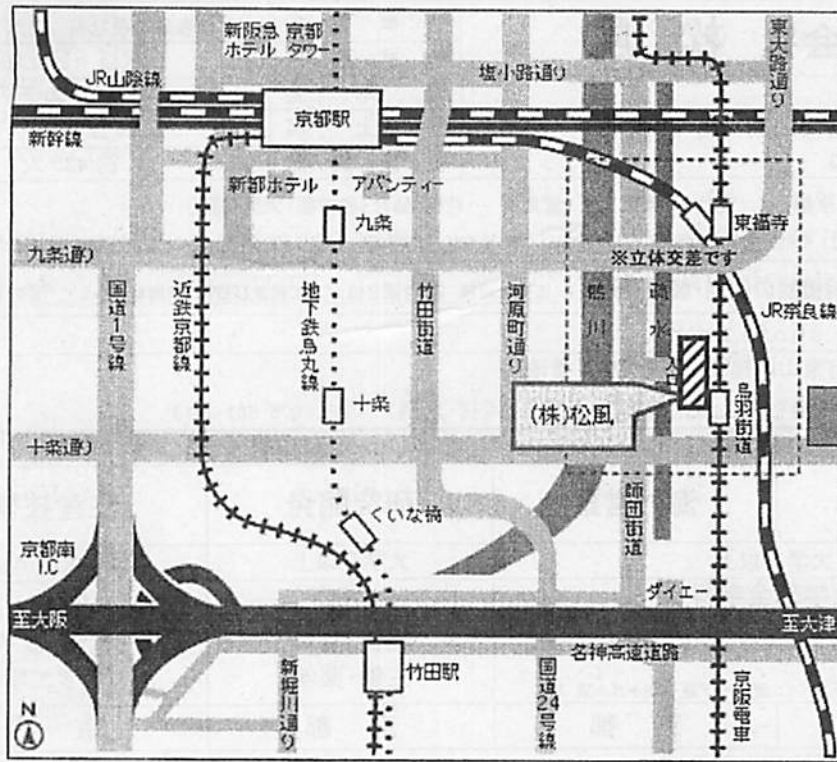 新阪急 京都
ホテル タワー
塩小路通り
東大路通り
JR山陰線
京都駅
新幹線
新都ホテル
アバンティー
九条
東福寺
九条通り
※立体交差です
国道1号線
近鉄京都線
地下鉄烏丸線
竹田街道
河原町通り
鴨川
疏水
JR奈良線
入口
鳥羽街道
十条
(株)松風
十条通り
師団街道
くいな橋
京都南
I.C
ダイエー
至大阪
至大津
名神高速道路
竹田駅
新堀川通り
国道24号線
京阪電車
N